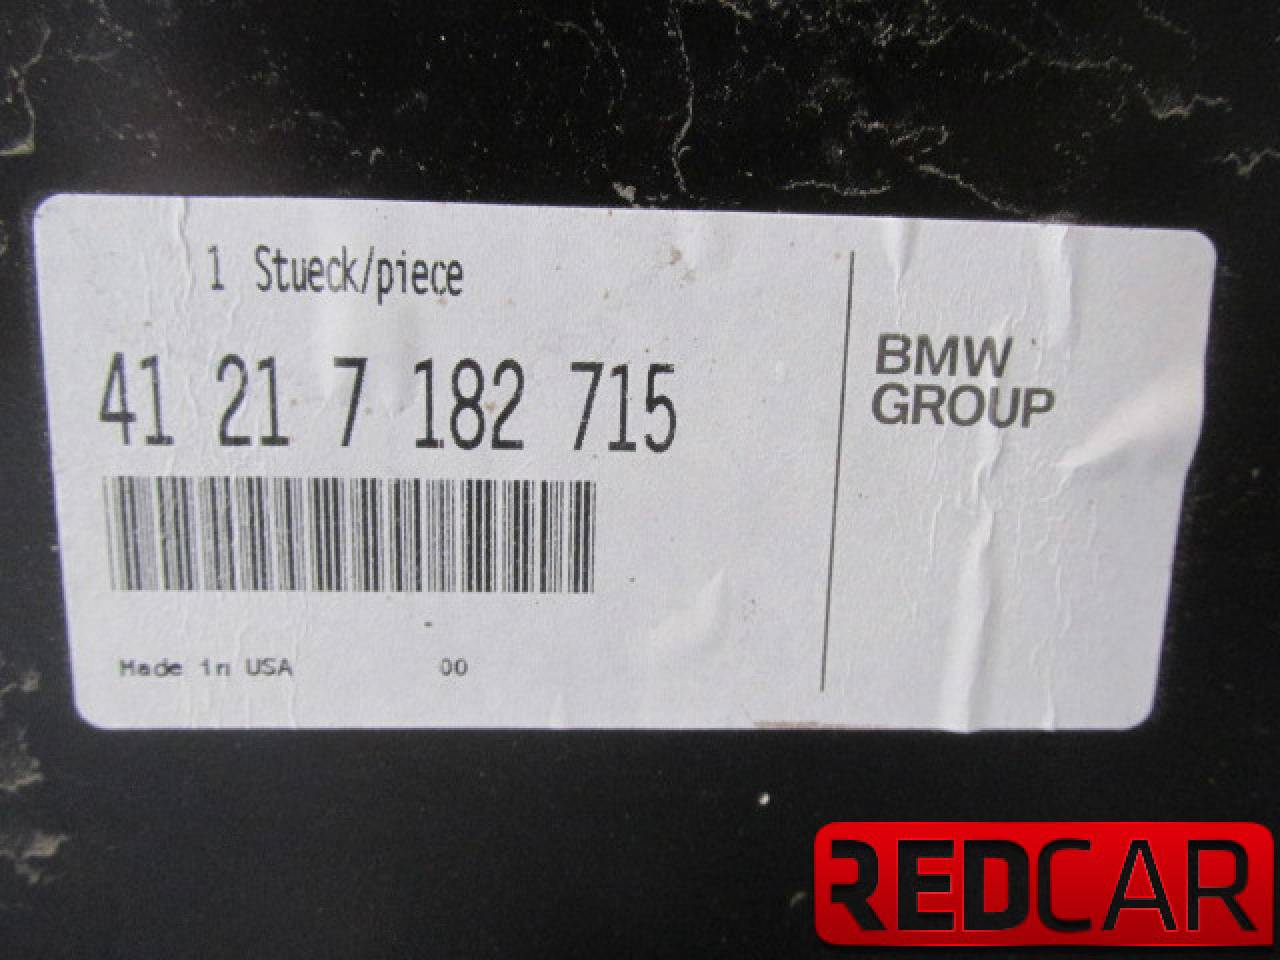 1 Stueck/piece
41 21 7 182 715
BMW
GROUP
Made in USA 00
REDCAR